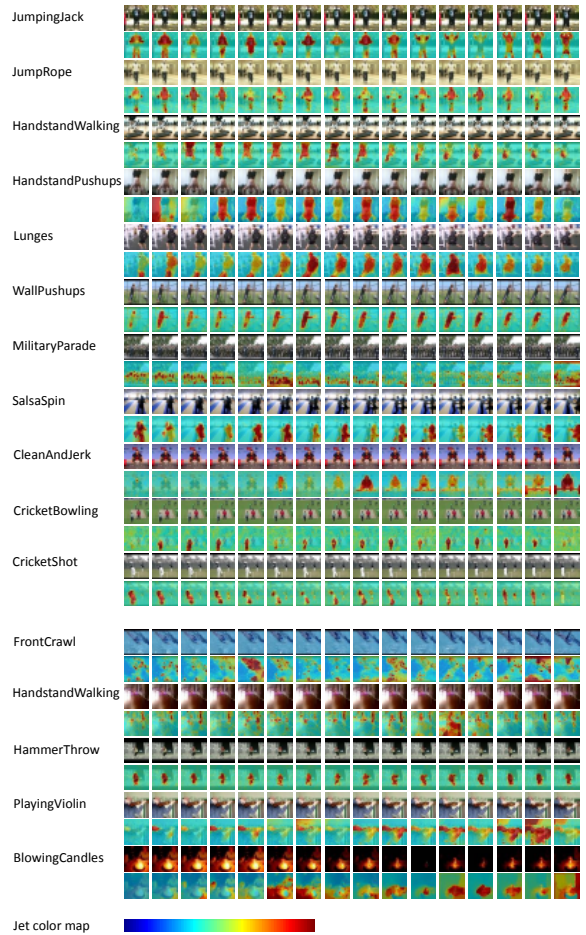 JumpingJack
JumpRope
HandstandWalking
HandstandPushups
Lunges
WallPushups
MilitaryParade
SalsaSpin
CleanAndJerk
CricketBowling
CricketShot
FrontCrawl
HandstandWalking
HammerThrow
PlayingViolin
BlowingCandles
Jet color map